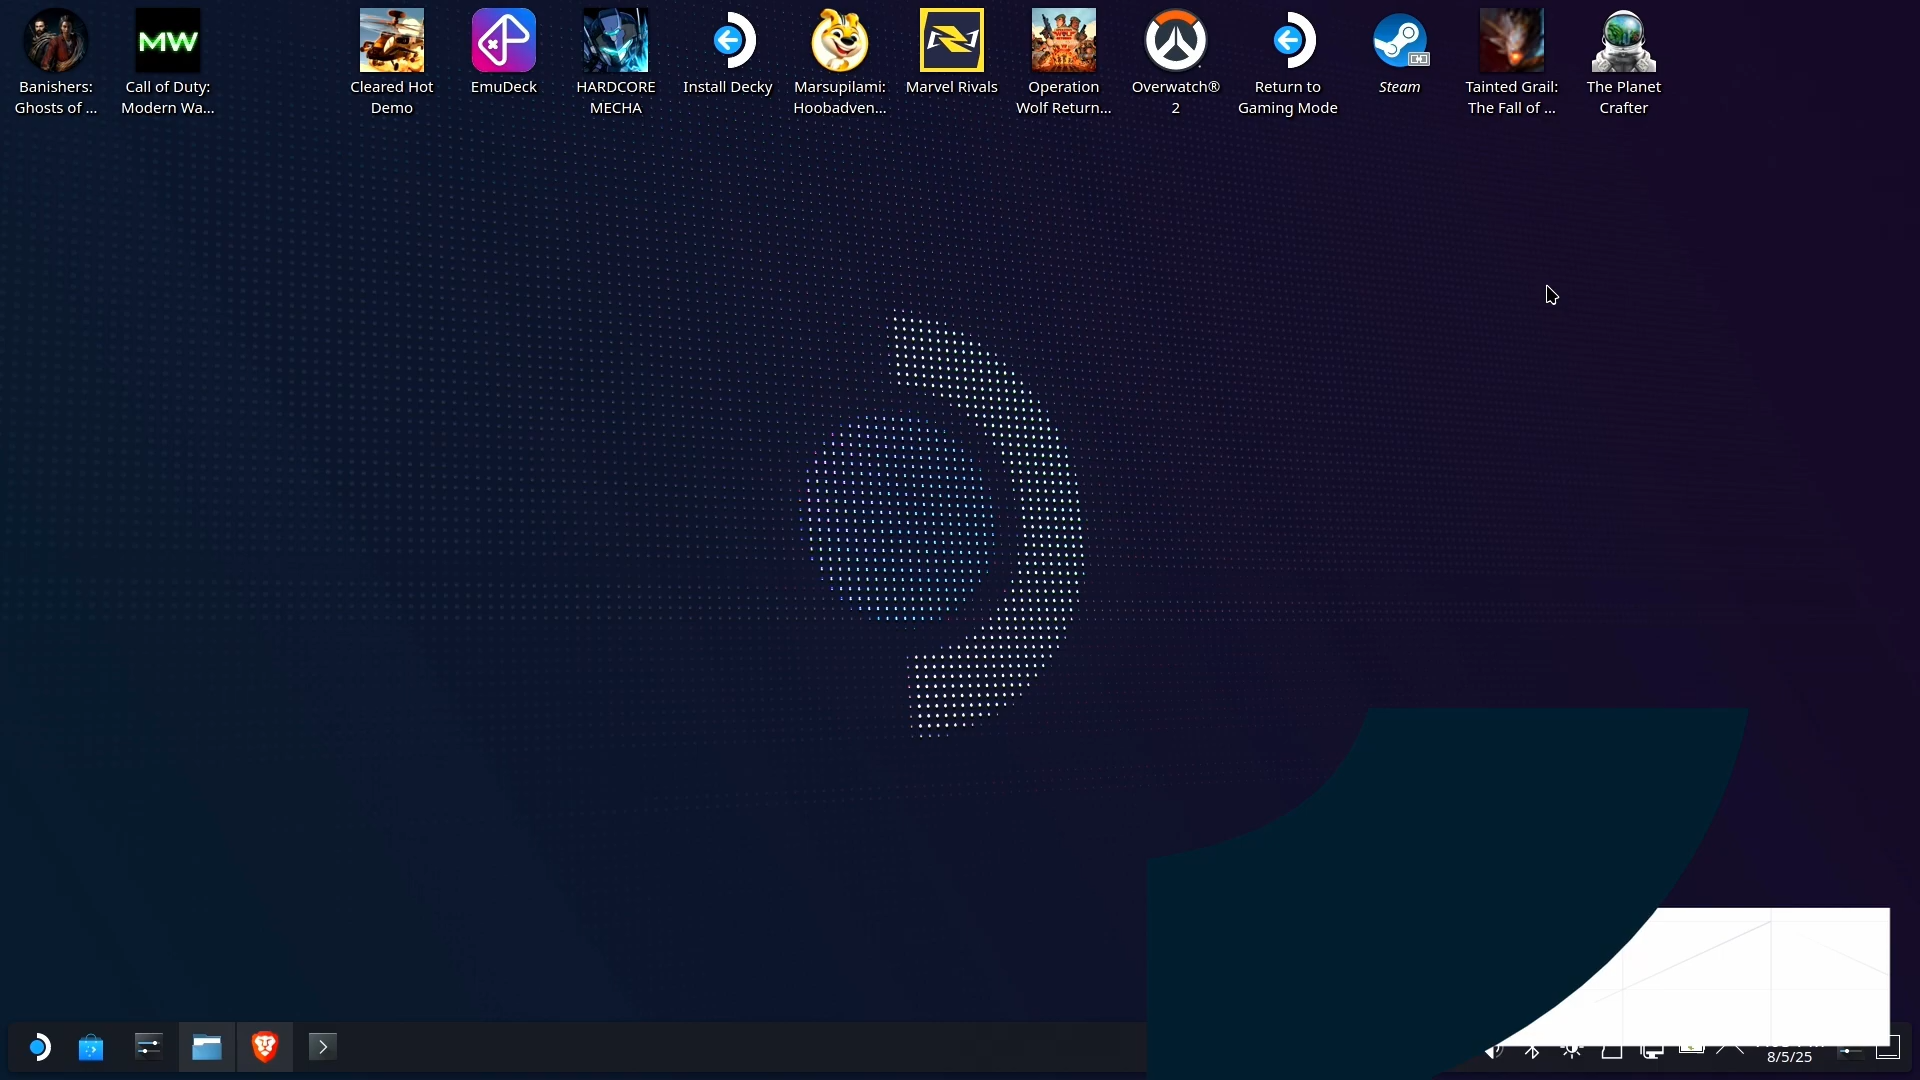 MW
Banishers:
Ghosts of ...
Call of Duty:
Modern Wa...
Cleared Hot
Demo
EmuDeck
HARDCORE
MECHA
Install Decky
Marsupilami:
Hoobadven...
Marvel Rivals
Operation
Wolf Return...
Overwatch®
2
Return to
Gaming Mode
Steam
Tainted Grail:
The Fall of ...
The Planet
Crafter
8/5/25